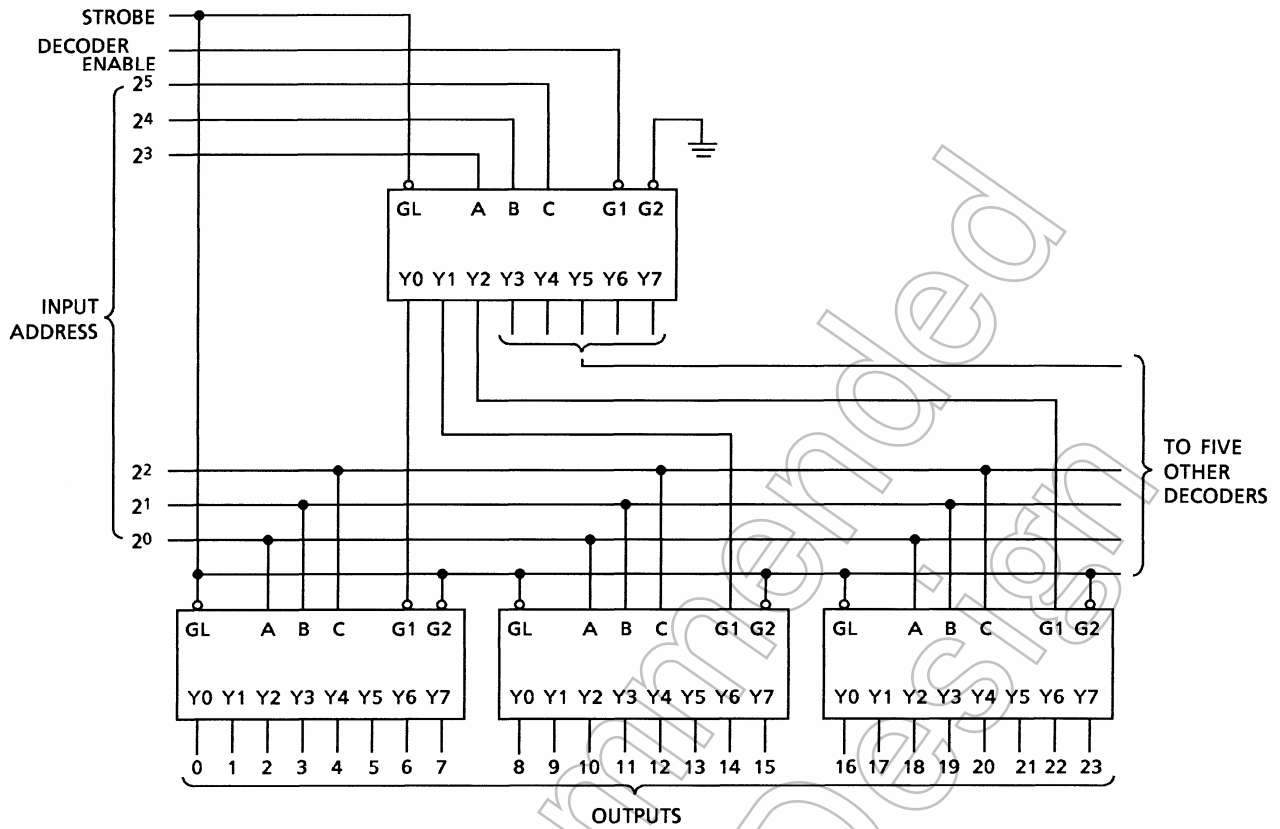 STROBE
DECODER
ENABLE
2⁵
2⁴
2³
GL A B C G1 G2
Y0 Y1 Y2 Y3 Y4 Y5 Y6 Y7
INPUT
ADDRESS
TO FIVE
OTHER
DECODERS
2²
2¹
2⁰
GL A B C G1 G2
Y0 Y1 Y2 Y3 Y4 Y5 Y6 Y7
0 1 2 3 4 5 6 7
GL A B C G1 G2
Y0 Y1 Y2 Y3 Y4 Y5 Y6 Y7
8 9 10 11 12 13 14 15
GL A B C G1 G2
Y0 Y1 Y2 Y3 Y4 Y5 Y6 Y7
16 17 18 19 20 21 22 23
OUTPUTS
mmended
Design